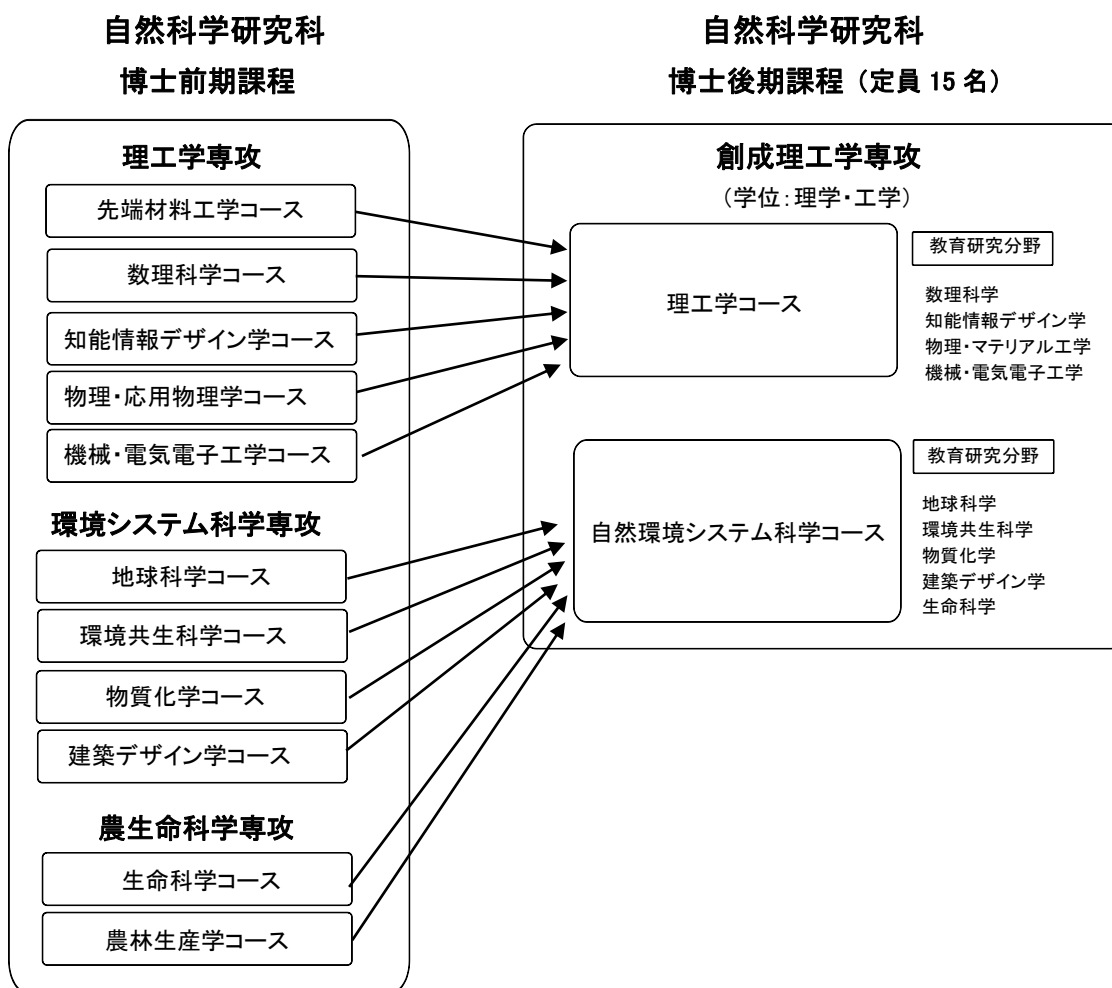 自然科学研究科
博士前期課程
理工学専攻
先端材料工学コース
数理科学コース
知能情報デザイン学コース
物理・応用物理学コース
機械・電気電子工学コース
環境システム科学専攻
地球科学コース
環境共生科学コース
物質化学コース
建築デザイン学コース
農生命科学専攻
生命科学コース
農林生産学コース
自然科学研究科
博士後期課程（定員 15 名）
創成理工学専攻
（学位：理学・工学）
理工学コース
教育研究分野
数理科学
知能情報デザイン学
物理・マテリアル工学
機械・電気電子工学
自然環境システム科学コース
教育研究分野
地球科学
環境共生科学
物質化学
建築デザイン学
生命科学